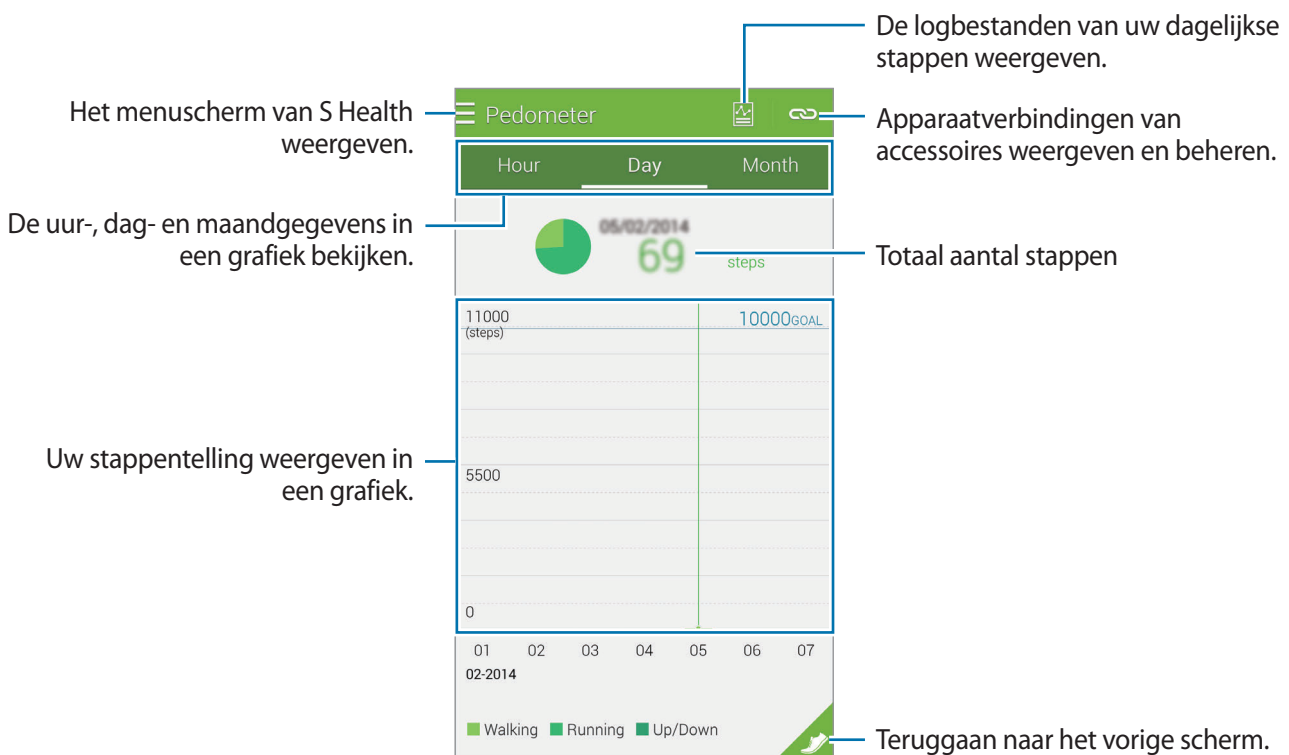 De logbestanden van uw dagelijkse
stappen weergeven.
Het menuscherm van S Health
weergeven.
Pedometer
Apparaatverbindingen van
accessoires weergeven en beheren.
Hour Day Month
De uur-, dag- en maandgegevens in
een grafiek bekijken.
05/02/2014
69 steps
Totaal aantal stappen
11000
(steps)
10000GOAL
Uw stappentelling weergeven in
een grafiek.
5500
0
01 02 03 04 05 06 07
02-2014
Walking Running Up/Down
Teruggaan naar het vorige scherm.